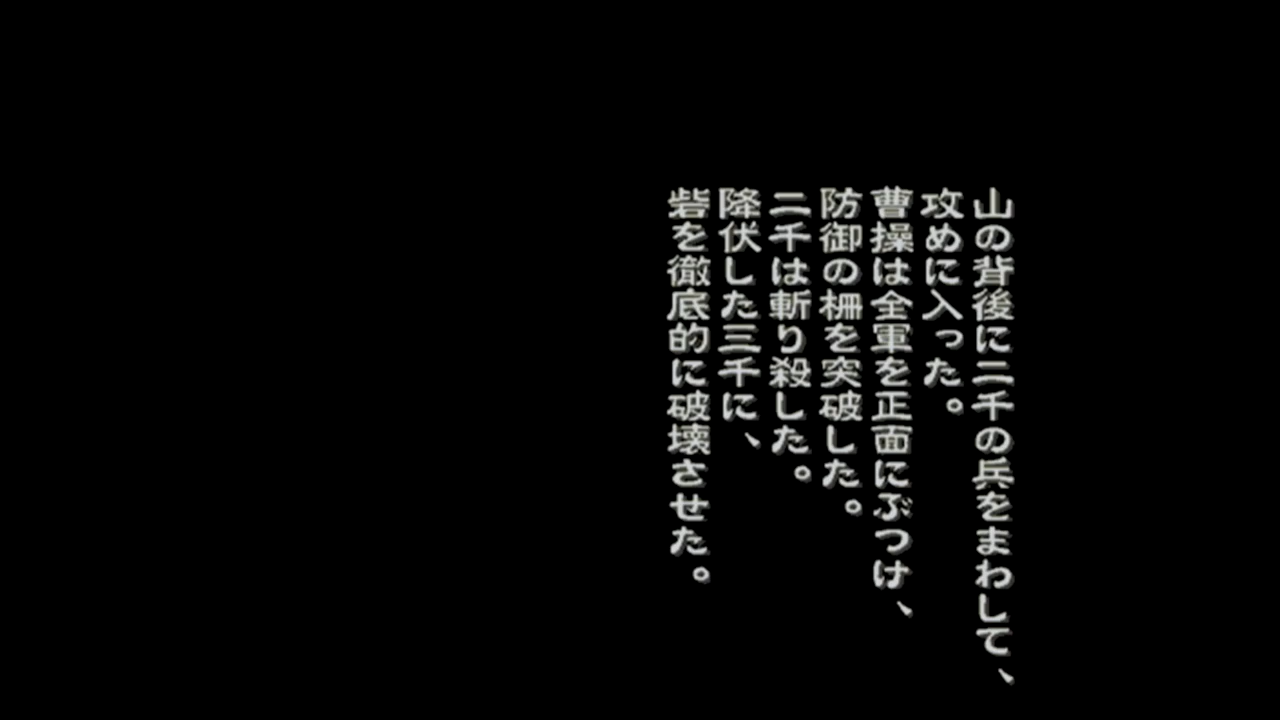 山の背後に二千の兵をまわして、
攻めに入った。
曹操は全軍を正面にぶつけ、
防御の柵を突破した。
二千は斬り殺した。
降伏した三千に、
砦を徹底的に破壊させた。